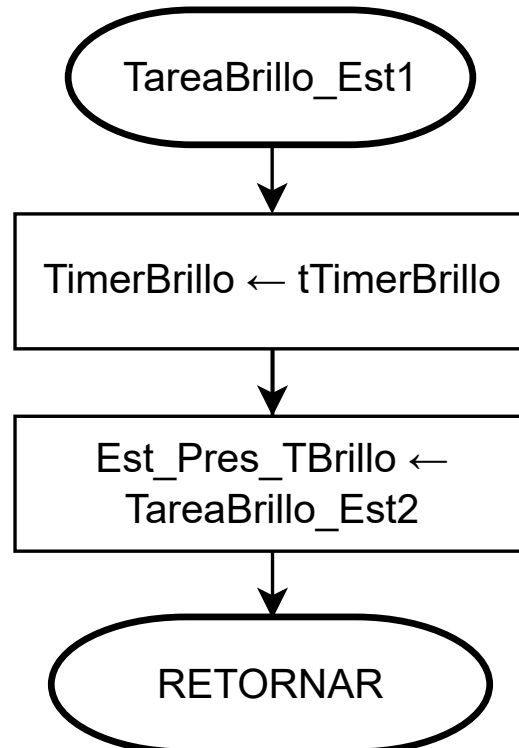 TareaBrillo_Est1
TimerBrillo ← tTimerBrillo
Est_Pres_TBrillo ←
TareaBrillo_Est2
RETORNAR